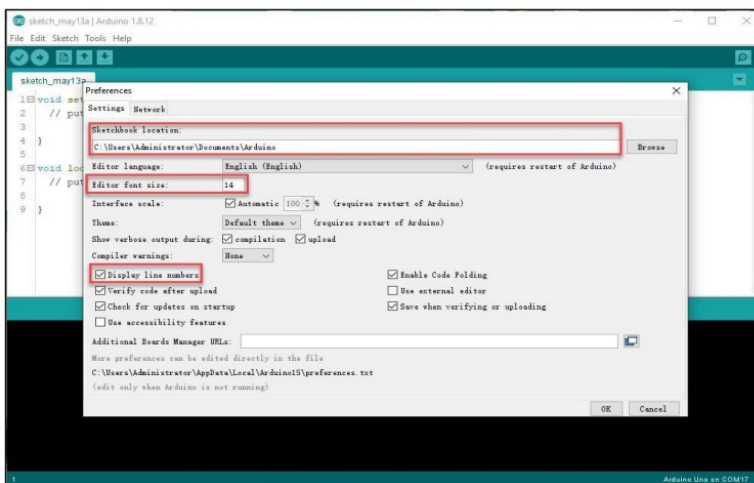 sketch_may13a | Arduino 1.8.12
File Edit Sketch Tools Help
sketch_may13a
Preferences
Settings Network
1 void set
2 // put
3
4 }
5
6 void loo
7 // put
8
9 }
Sketchbook location:
C:\Users\Administrator\Documents\Arduino Browse
Editor language: English (English) (requires restart of Arduino)
Editor font size: 14
Interface scale: Automatic 100 % (requires restart of Arduino)
Theme: Default theme (requires restart of Arduino)
Show verbose output during: compilation upload
Compiler warnings: None
Display line numbers Enable Code Folding
Verify code after upload Use external editor
Check for updates on startup Save when verifying or uploading
Use accessibility features
Additional Boards Manager URLs:
More preferences can be edited directly in the file
C:\Users\Administrator\AppData\Local\Arduino15\preferences.txt
(edit only when Arduino is not running)
OK Cancel
1 Arduino Uno on COM17